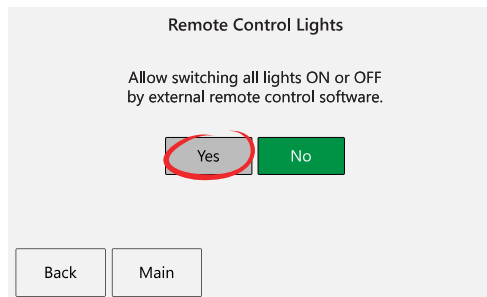 Remote Control Lights
Allow switching all lights ON or OFF
by external remote control software.
Yes
No
Back
Main